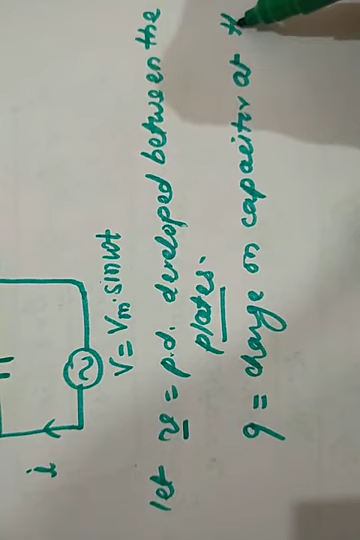 i
V = Vm. sinωt
let v = p.d. developed between the
plates.
q = charge on capacitor at